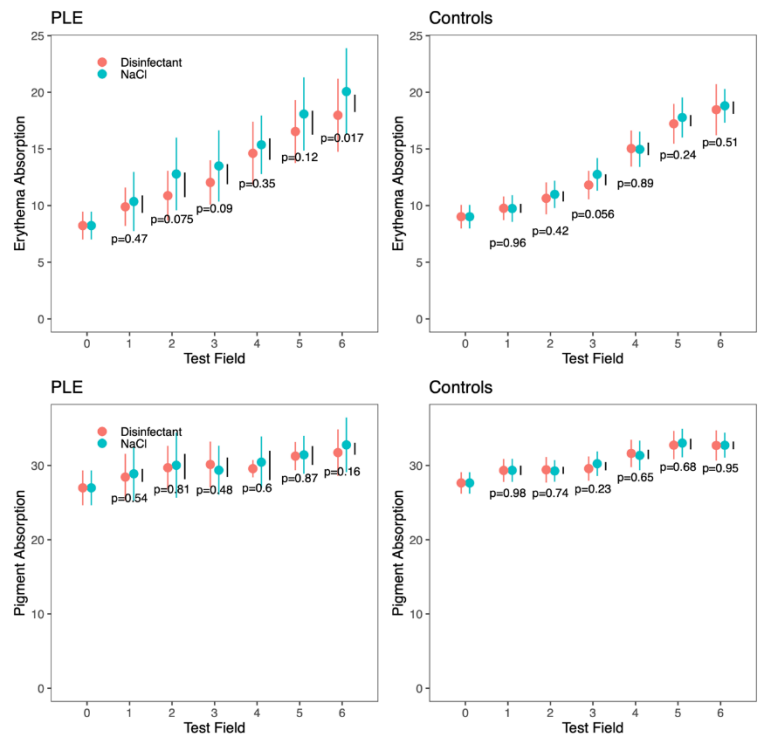 PLE
Controls
25
20
15
10
5
0
Erythema Absorption
Disinfectant
NaCl
p=0.47
p=0.075
p=0.09
p=0.35
p=0.12
p=0.017
0 1 2 3 4 5 6
Test Field
25
20
15
10
5
0
Erythema Absorption
p=0.96
p=0.42
p=0.056
p=0.89
p=0.24
p=0.51
0 1 2 3 4 5 6
Test Field
PLE
Controls
30
20
10
0
Pigment Absorption
Disinfectant
NaCl
p=0.54
p=0.81
p=0.48
p=0.6
p=0.87
p=0.16
0 1 2 3 4 5 6
Test Field
30
20
10
0
Pigment Absorption
p=0.98
p=0.74
p=0.23
p=0.65
p=0.68
p=0.95
0 1 2 3 4 5 6
Test Field